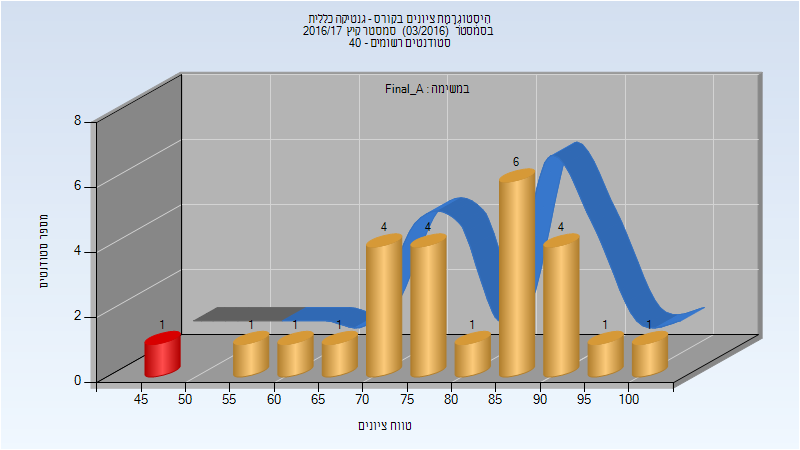 היסטוגרמת ציונים בקורס - גנטיקה כללית
בסמסטר (03/2016) סמסטר קיץ 2016/17
סטודנטים רשומים - 40
במשימה : Final_A
מספר סטודנטים
8
6
4
2
0
1
1
1
1
4
4
1
6
4
1
1
45 50 55 60 65 70 75 80 85 90 95 100
טווח ציונים